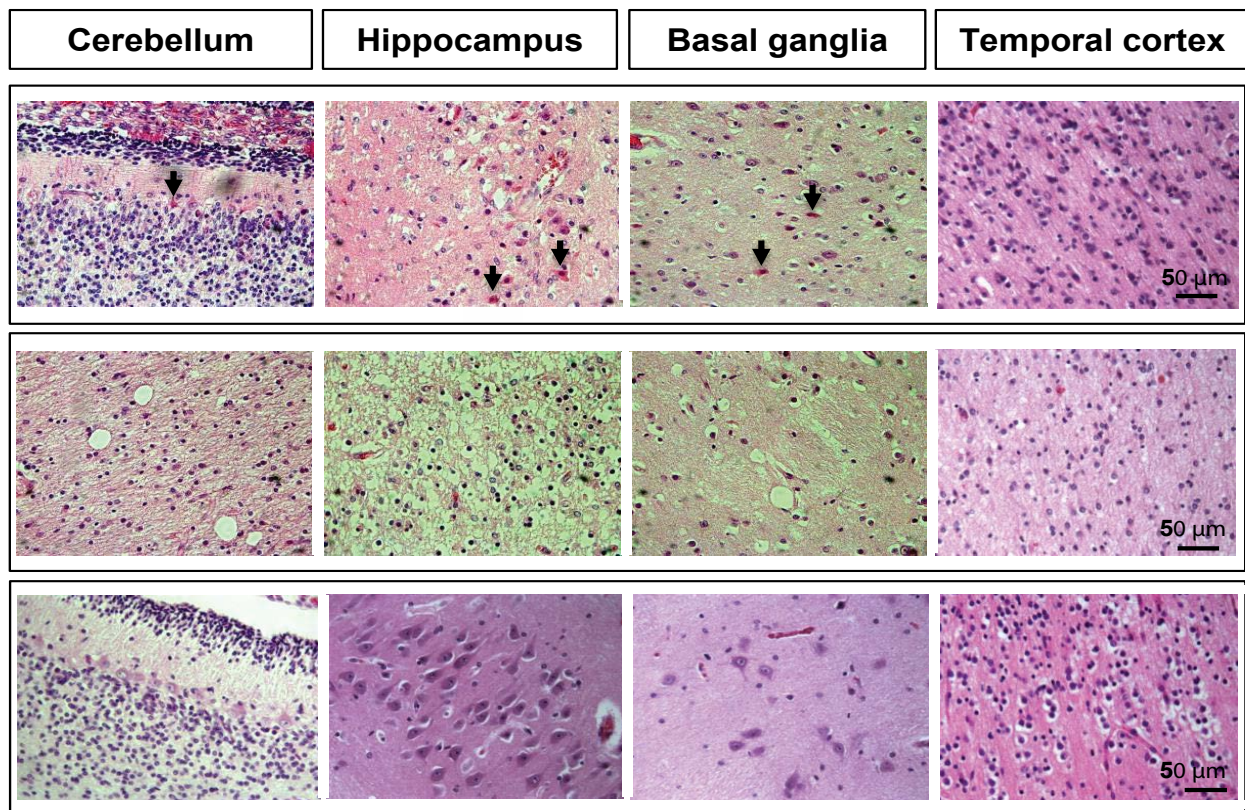 Cerebellum
Hippocampus
Basal ganglia
Temporal cortex
50 µm
50 µm
50 µm